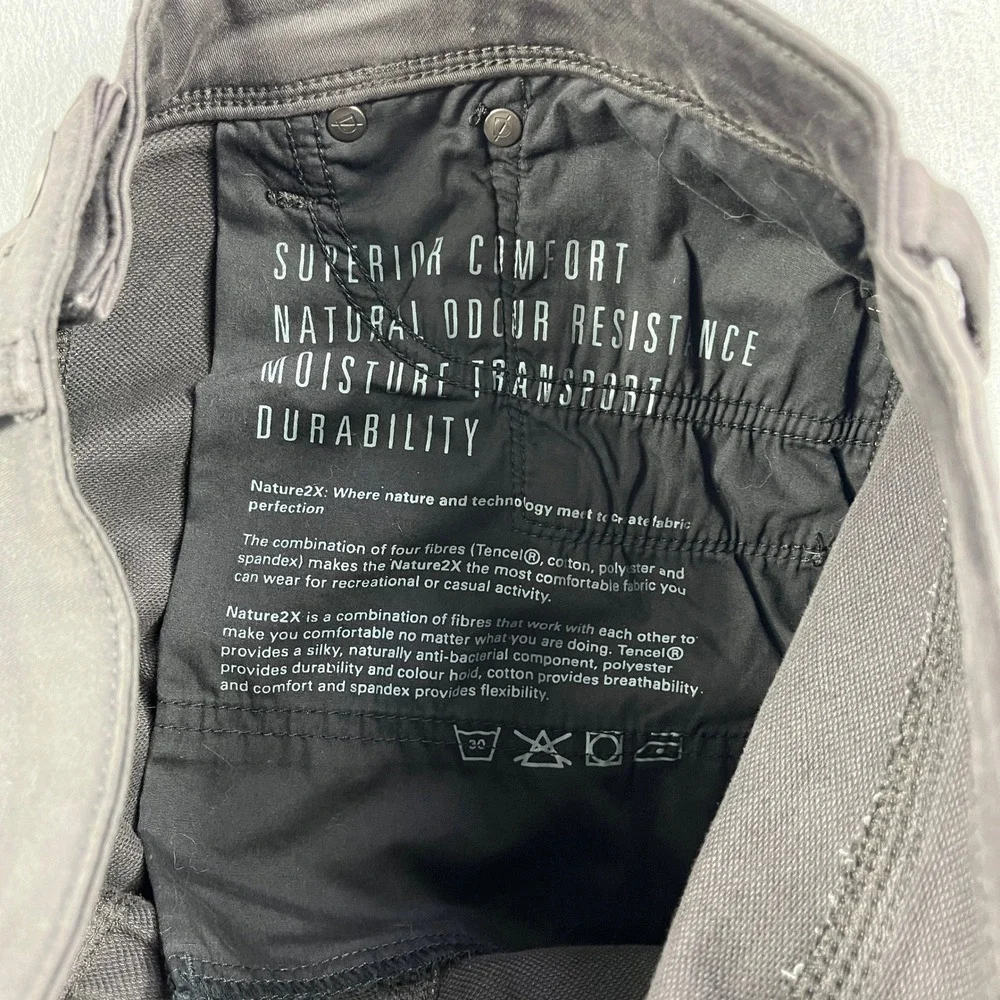 SUPERIOR COMFORT
NATURAL ODOUR RESISTANCE
MOISTURE TRANSPORT
DURABILITY
Nature2X: Where nature and technology meet to create fabric
perfection
The combination of four fibres (Tencel®, cotton, polyester and
spandex) makes the Nature2X the most comfortable fabric you
can wear for recreational or casual activity.
Nature2X is a combination of fibres that work with each other to
make you comfortable no matter what you are doing. Tencel®
provides a silky, naturally anti-bacterial component, polyester
provides durability and colour hold, cotton provides breathability
and comfort and spandex provides flexibility.
30